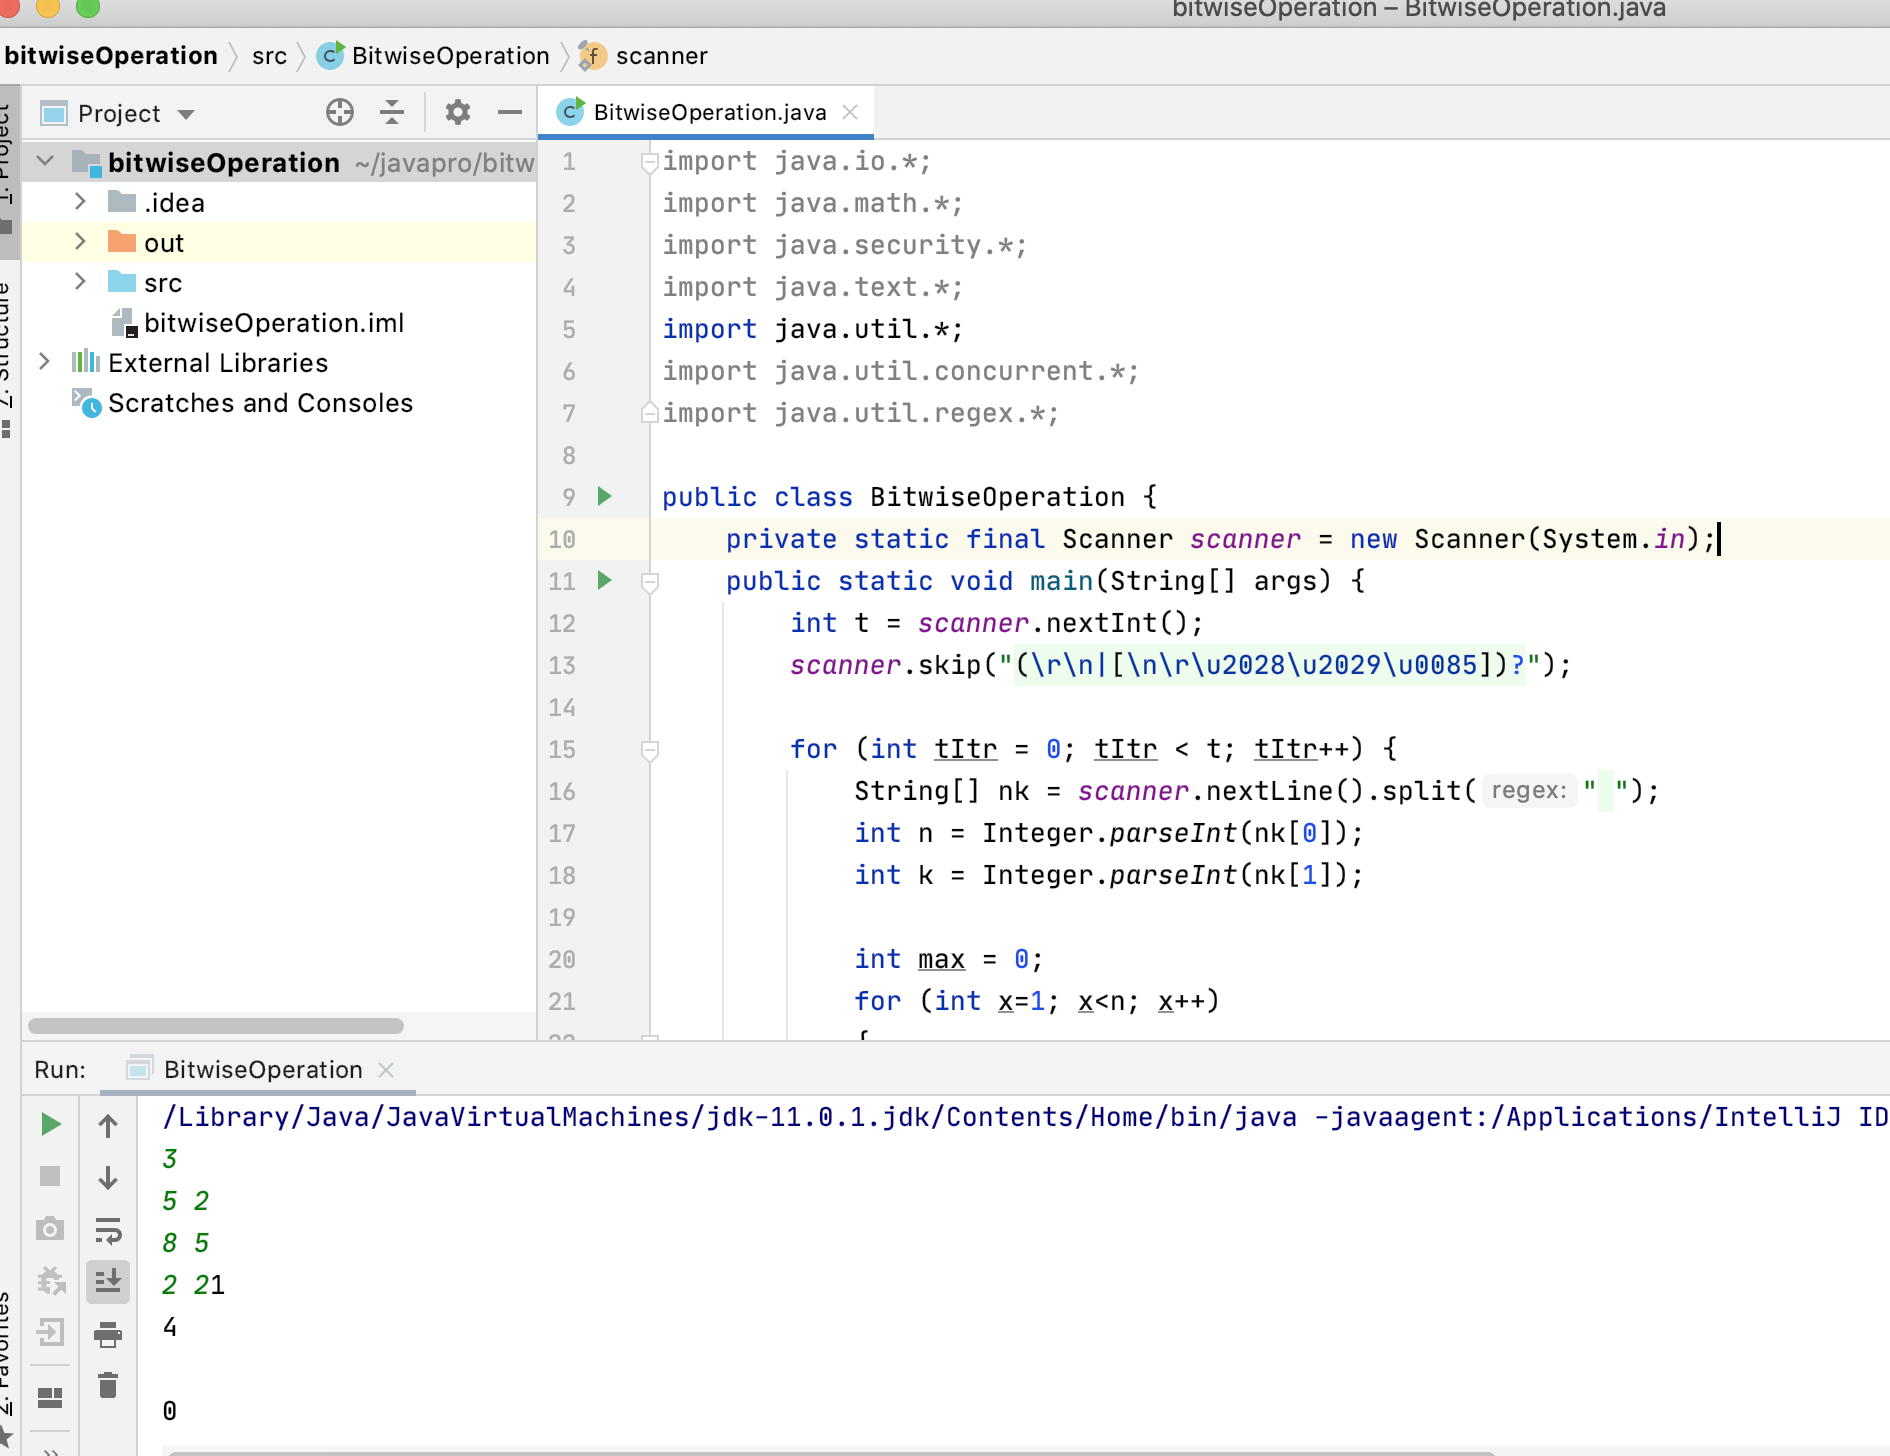 bitwiseOperation – BitwiseOperation.java
bitwiseOperation src BitwiseOperation scanner
1: Project
7: Structure
2: Favorites
Project
bitwiseOperation ~/javapro/bitw
.idea
out
src
bitwiseOperation.iml
External Libraries
Scratches and Consoles
BitwiseOperation.java
1 import java.io.*;
2 import java.math.*;
3 import java.security.*;
4 import java.text.*;
5 import java.util.*;
6 import java.util.concurrent.*;
7 import java.util.regex.*;
8
9 public class BitwiseOperation {
10 private static final Scanner scanner = new Scanner(System.in);
11 public static void main(String[] args) {
12 int t = scanner.nextInt();
13 scanner.skip("(\r\n|[\n\r\u2028\u2029\u0085])?");
14
15 for (int tItr = 0; tItr < t; tItr++) {
16 String[] nk = scanner.nextLine().split( regex: " ");
17 int n = Integer.parseInt(nk[0]);
18 int k = Integer.parseInt(nk[1]);
19
20 int max = 0;
21 for (int x=1; x<n; x++)
22 {
Run: BitwiseOperation
/Library/Java/JavaVirtualMachines/jdk-11.0.1.jdk/Contents/Home/bin/java -javaagent:/Applications/IntelliJ ID
3
5 2
8 5
2 21
4
0